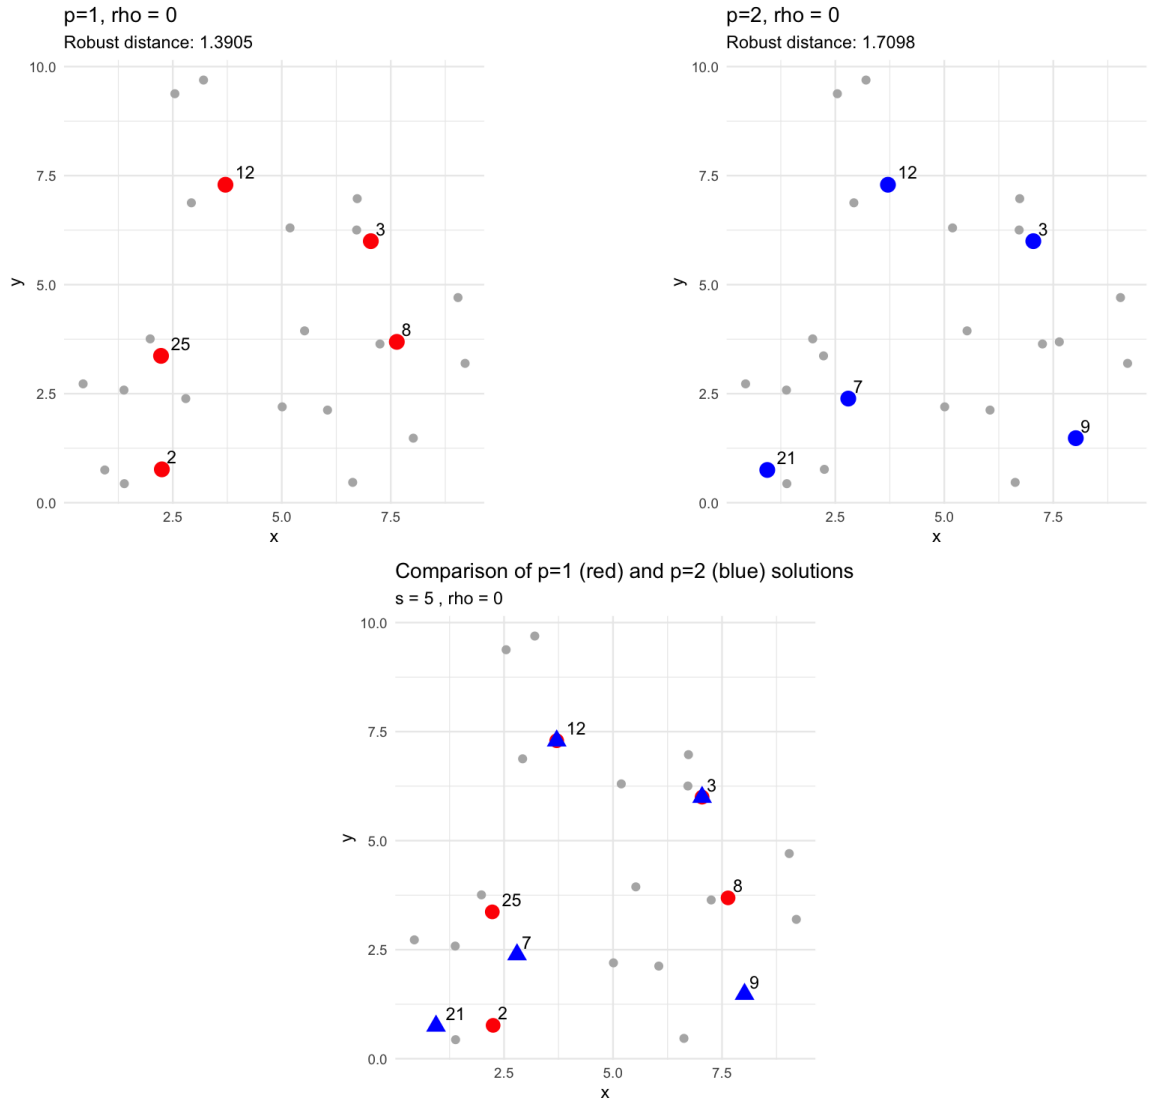 p=1, rho = 0
Robust distance: 1.3905
10.0
7.5
5.0
2.5
0.0
y
12
3
8
25
2
2.5 5.0 7.5
x
p=2, rho = 0
Robust distance: 1.7098
10.0
7.5
5.0
2.5
0.0
y
12
3
7
9
21
2.5 5.0 7.5
x
Comparison of p=1 (red) and p=2 (blue) solutions
s = 5 , rho = 0
10.0
7.5
5.0
2.5
0.0
y
12
3
8
25
7
9
21
2
2.5 5.0 7.5
x